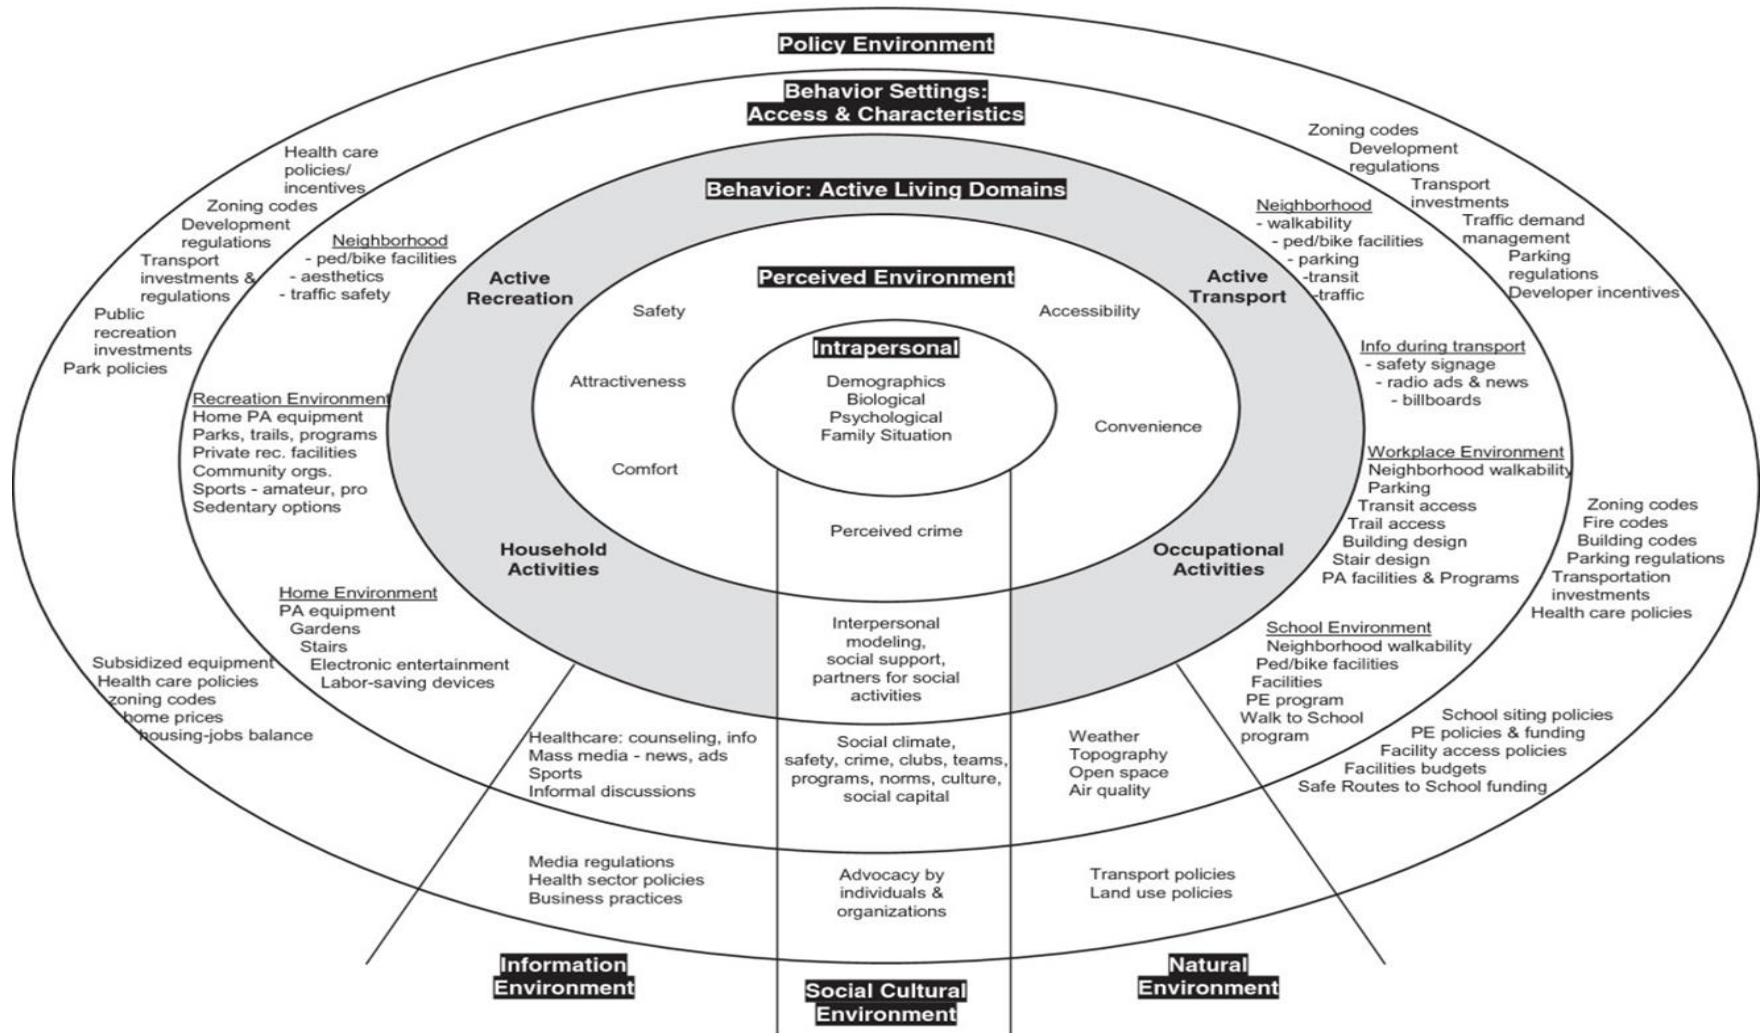 Policy Environment
Behavior Settings:
Access & Characteristics
Behavior: Active Living Domains
Perceived Environment
Intrapersonal
Demographics
Biological
Psychological
Family Situation
Safety
Attractiveness
Comfort
Accessibility
Convenience
Perceived crime
Active
Recreation
Active
Transport
Household
Activities
Occupational
Activities
Interpersonal
modeling,
social support,
partners for social
activities
Health care
policies/
incentives
Zoning codes
Development
regulations
Transport
investments &
regulations
Public
recreation
investments
Park policies
Neighborhood
- ped/bike facilities
- aesthetics
- traffic safety
Recreation Environment
Home PA equipment
Parks, trails, programs
Private rec. facilities
Community orgs.
Sports - amateur, pro
Sedentary options
Home Environment
PA equipment
Gardens
Stairs
Electronic entertainment
Labor-saving devices
Subsidized equipment
Health care policies
zoning codes
home prices
housing-jobs balance
Zoning codes
Development
regulations
Transport
investments
Traffic demand
management
Parking
regulations
Developer incentives
Neighborhood
- walkability
- ped/bike facilities
- parking
-transit
-traffic
Info during transport
- safety signage
- radio ads & news
- billboards
Workplace Environment
Neighborhood walkability
Parking
Transit access
Trail access
Building design
Stair design
PA facilities & Programs
Zoning codes
Fire codes
Building codes
Parking regulations
Transportation
investments
Health care policies
School Environment
Neighborhood walkability
Ped/bike facilities
Facilities
PE program
Walk to School
program
School siting policies
PE policies & funding
Facility access policies
Facilities budgets
Safe Routes to School funding
Healthcare: counseling, info
Mass media - news, ads
Sports
Informal discussions
Social climate,
safety, crime, clubs, teams,
programs, norms, culture,
social capital
Weather
Topography
Open space
Air quality
Media regulations
Health sector policies
Business practices
Advocacy by
individuals &
organizations
Transport policies
Land use policies
Information
Environment
Social Cultural
Environment
Natural
Environment